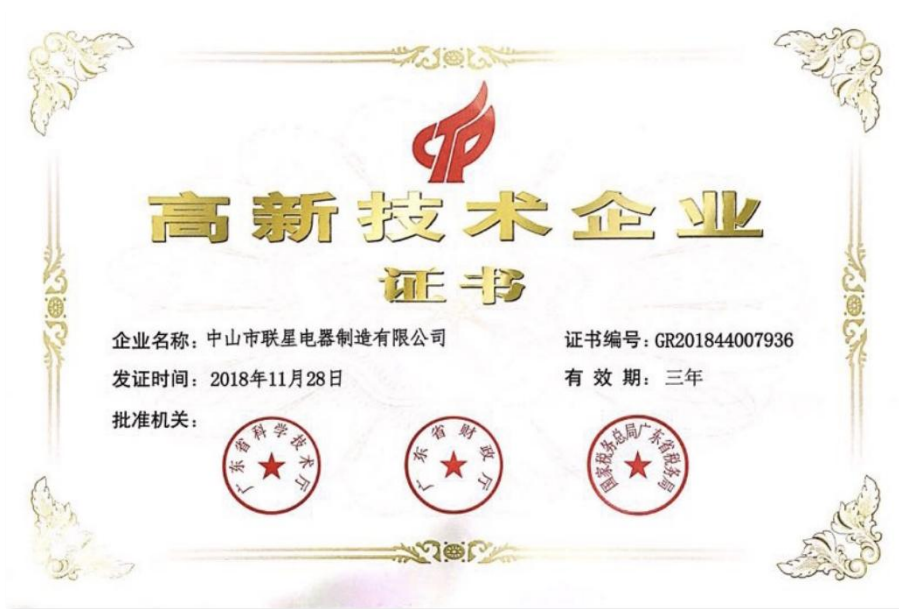 高新技术企业
证书
企业名称：中山市联星电器制造有限公司
证书编号：GR201844007936
发证时间：2018年11月28日
有效期：三年
批准机关：
广东省科学技术厅
广东省财政厅
国家税务总局广东省税务局